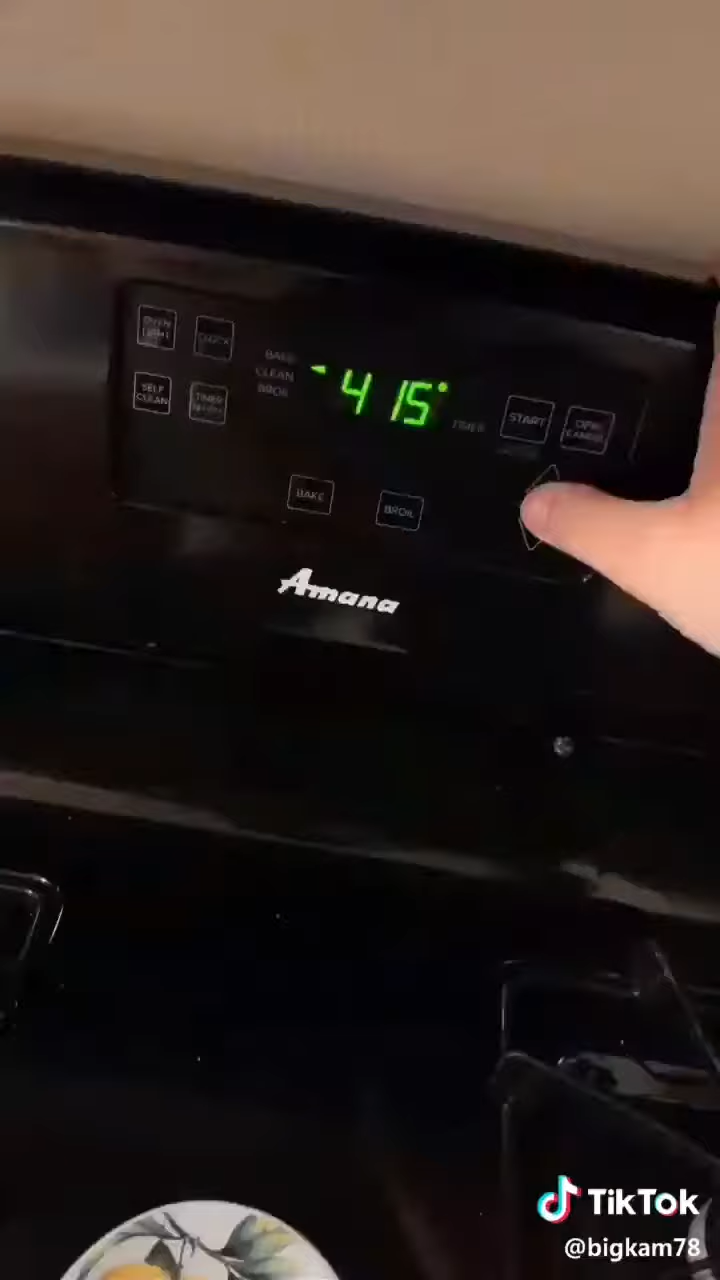 OVEN
LIGHT
CLOCK
SELF
CLEAN
TIMER
BAKE
CLEAN
BROIL
415°
TIMER
START
OFF/
CANCEL
BAKE
BROIL
Amana
TikTok
@bigkam78